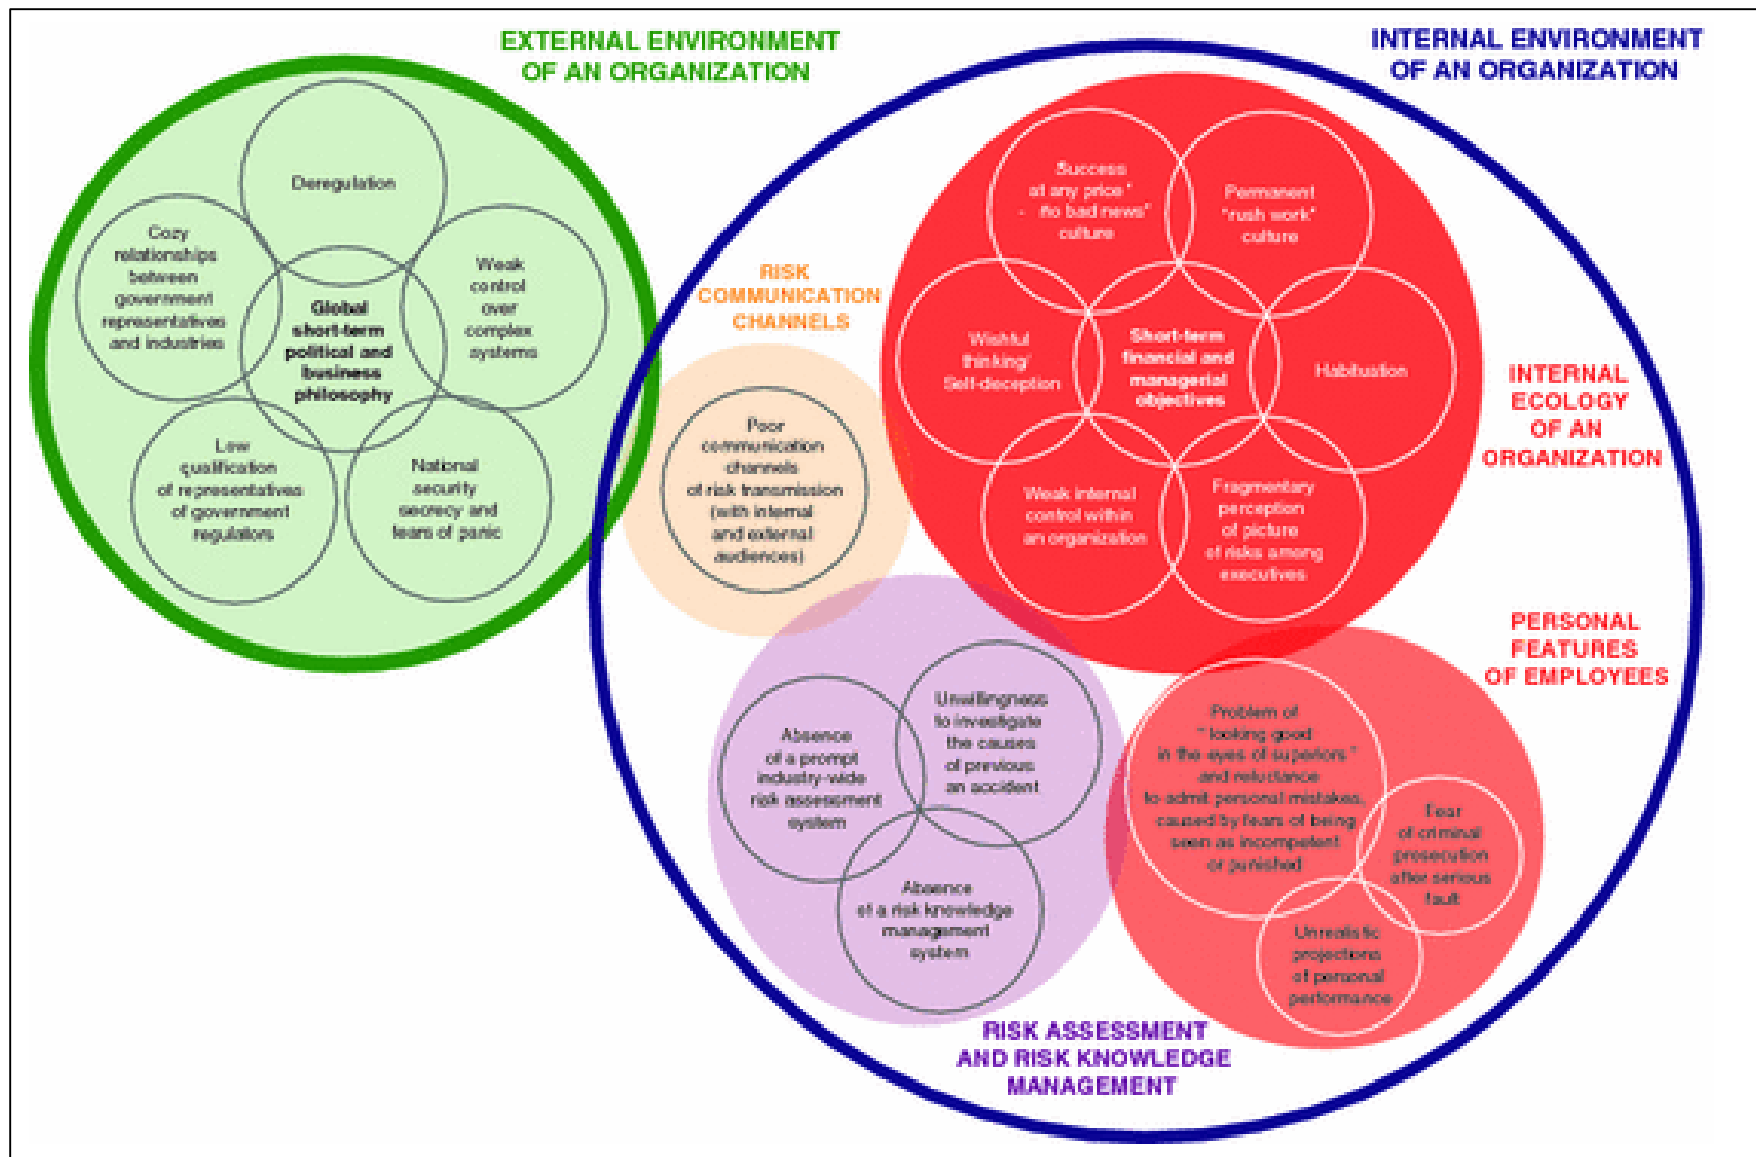 EXTERNAL ENVIRONMENT
OF AN ORGANIZATION
INTERNAL ENVIRONMENT
OF AN ORGANIZATION
Deregulation
Cozy
relationships
between
government
representatives
and industries
Weak
control
over
complex
systems
Global
short-term
political and
business
philosophy
Low
qualification
of representatives
of government
regulators
National
security
secrecy and
fears of panic
RISK
COMMUNICATION
CHANNELS
Poor
communication
channels
of risk transmission
(with internal
and external
audiences)
Success
at any price"
- "no bad news"
culture
Permanent
"rush work"
culture
Wishful
thinking/
Self-deception
Short-term
financial and
managerial
objectives
Habituation
Weak internal
control within
an organization
Fragmentary
perception
of picture
of risks among
executives
INTERNAL
ECOLOGY
OF AN
ORGANIZATION
PERSONAL
FEATURES
OF EMPLOYEES
Unwillingness
to investigate
the causes
of previous
an accident
Absence
of a prompt
industry-wide
risk assessment
system
Absence
of a risk knowledge
management
system
Problem of
"looking good
in the eyes of superiors"
and reluctance
to admit personal mistakes,
caused by fears of being
seen as incompetent
or punished
Fear
of criminal
prosecution
after serious
fault
Unrealistic
projections
of personal
performance
RISK ASSESSMENT
AND RISK KNOWLEDGE
MANAGEMENT